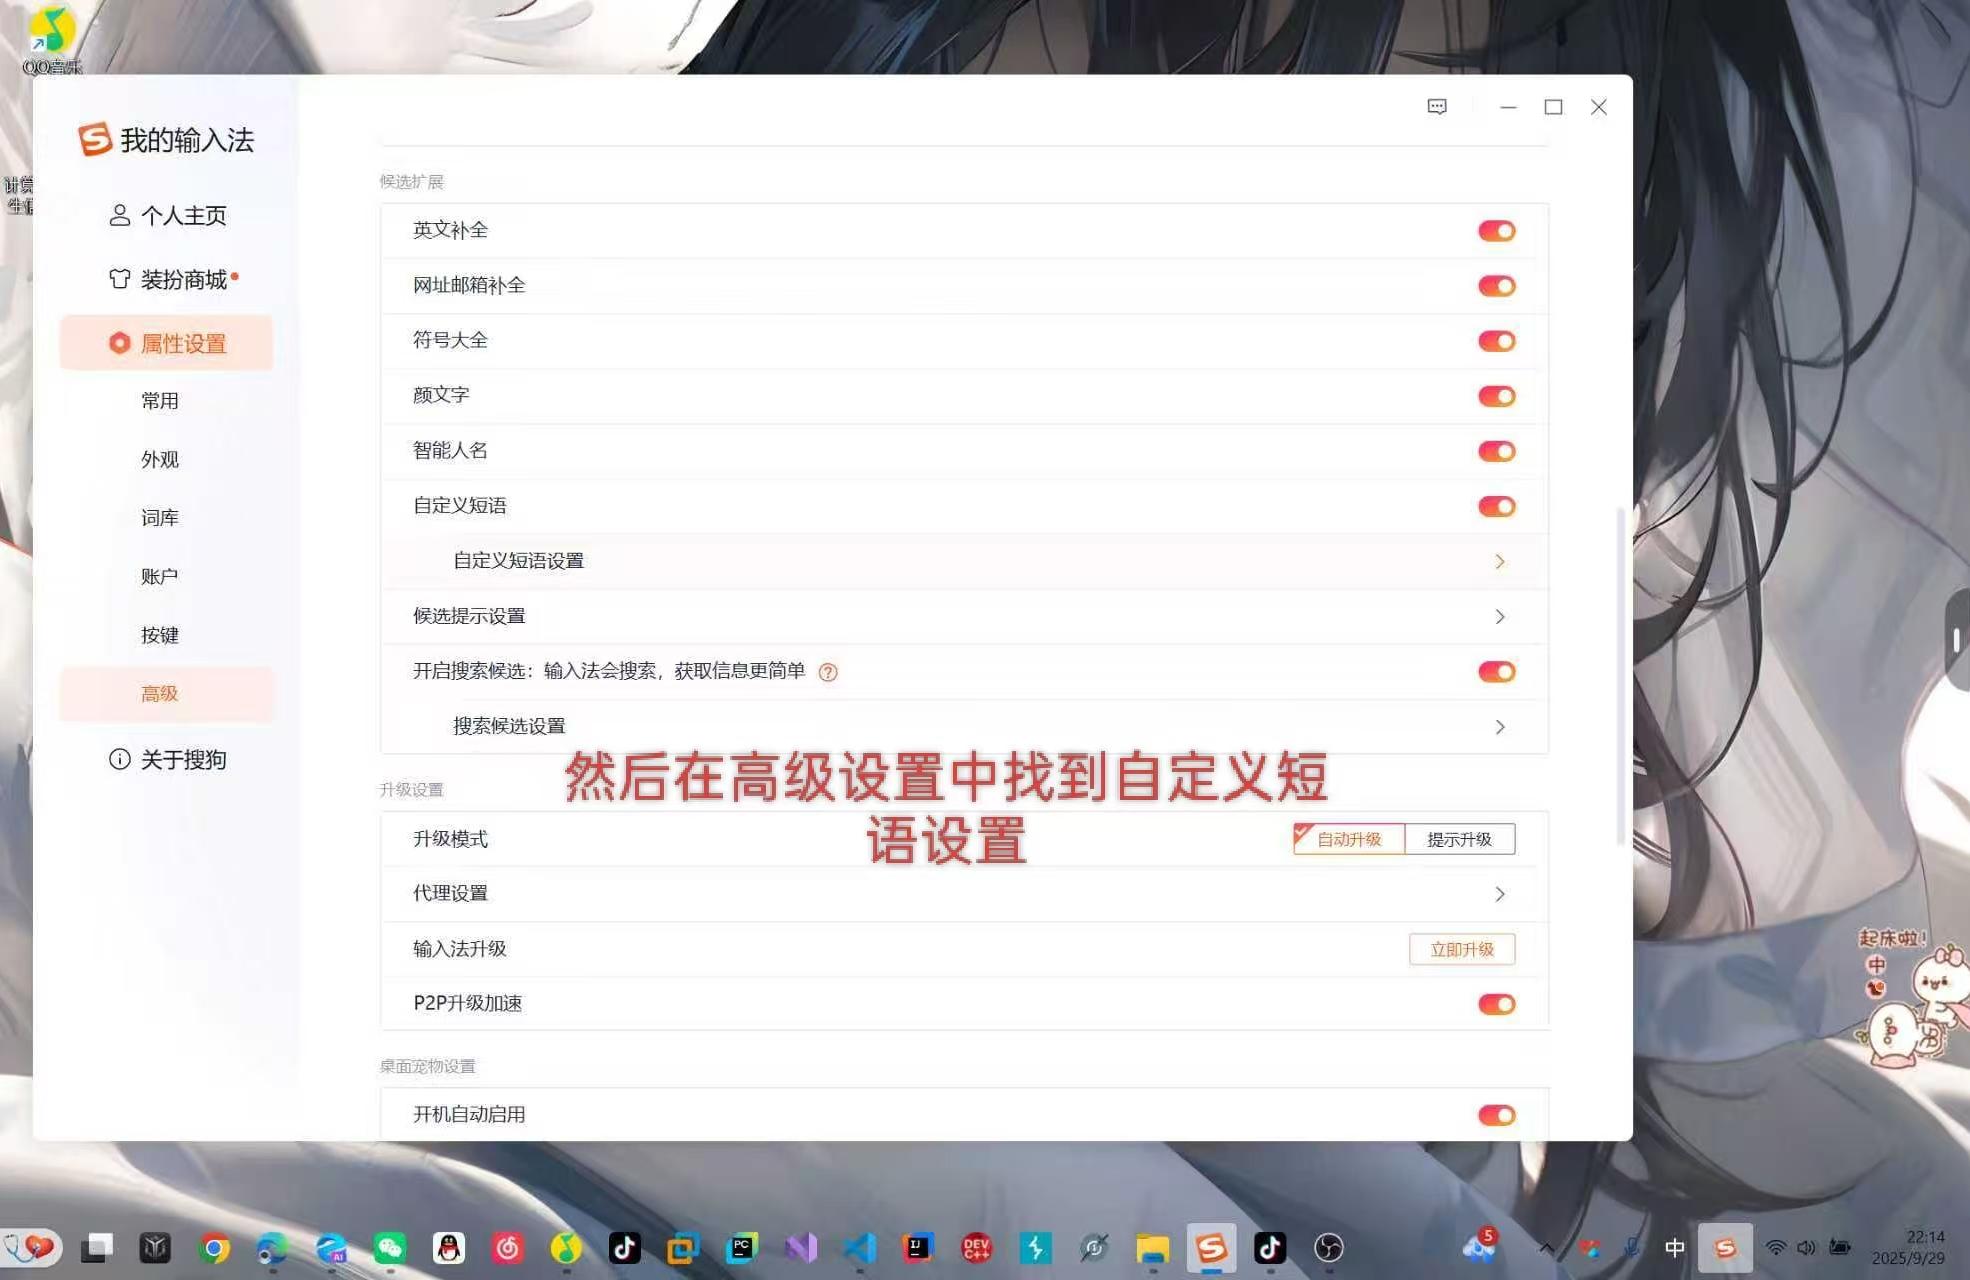 QQ音乐
我的输入法
个人主页
装扮商城
属性设置
常用
外观
词库
账户
按键
高级
关于搜狗
候选扩展
英文补全
网址邮箱补全
符号大全
颜文字
智能人名
自定义短语
自定义短语设置
候选提示设置
开启搜索候选：输入法会搜索，获取信息更简单
搜索候选设置
然后在高级设置中找到自定义短
语设置
升级设置
升级模式
自动升级
提示升级
代理设置
输入法升级
立即升级
P2P升级加速
桌面宠物设置
开机自动启用
起床啦！
中
AI
PC
IJ
DEV
C++
5
中
22:14
2025/9/29